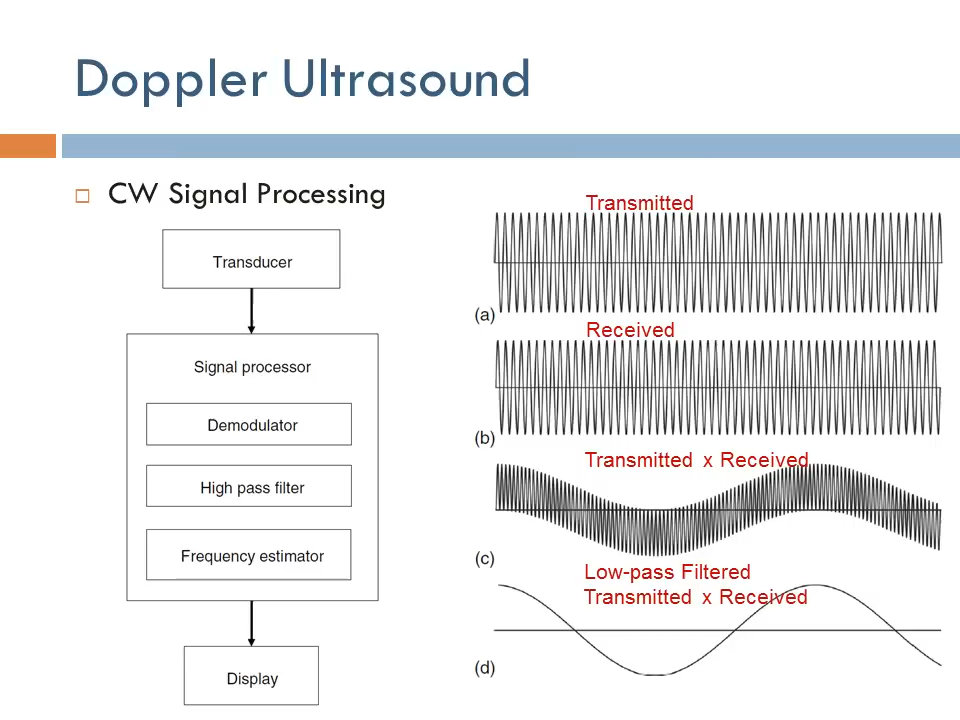 Doppler Ultrasound
CW Signal Processing
Transducer
Signal processor
Demodulator
High pass filter
Frequency estimator
Display
Transmitted
(a)
Received
(b)
Transmitted x Received
(c)
Low-pass Filtered
Transmitted x Received
(d)